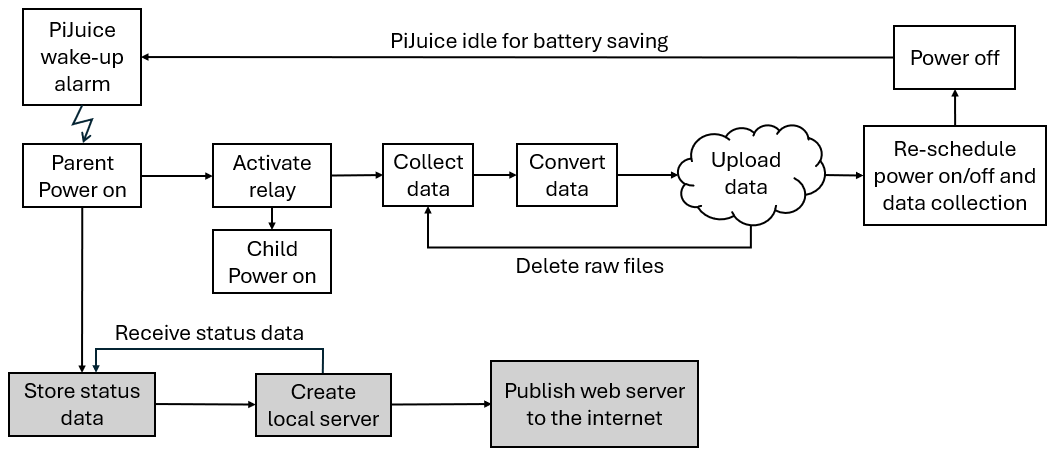 PiJuice
wake-up
alarm
PiJuice idle for battery saving
Power off
Parent
Power on
Activate
relay
Collect
data
Convert
data
Upload
data
Re-schedule
power on/off and
data collection
Child
Power on
Delete raw files
Receive status data
Store status
data
Create
local server
Publish web server
to the internet